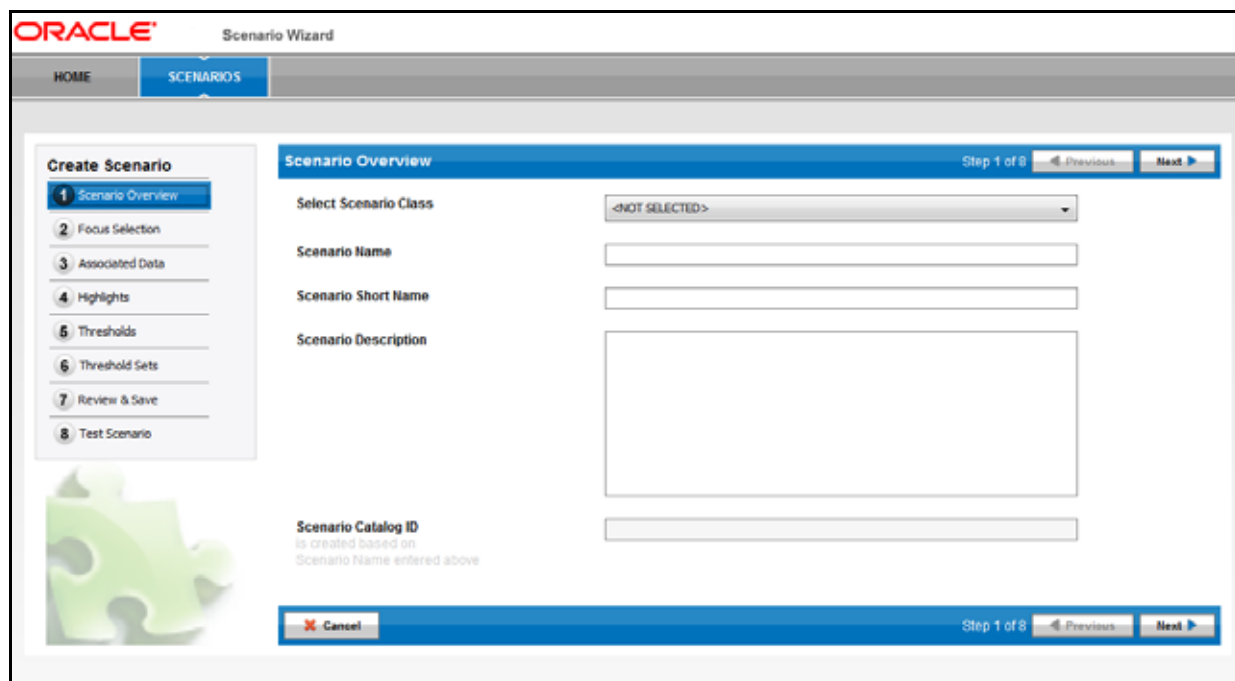 ORACLE
Scenario Wizard
HOME
SCENARIOS
Create Scenario
1 Scenario Overview
2 Focus Selection
3 Associated Data
4 Highlights
5 Thresholds
6 Threshold Sets
7 Review & Save
8 Test Scenario
Scenario Overview
Step 1 of 8
Previous
Next
Select Scenario Class
<NOT SELECTED>
Scenario Name
Scenario Short Name
Scenario Description
Scenario Catalog ID
is created based on
Scenario Name entered above
Cancel
Step 1 of 8
Previous
Next